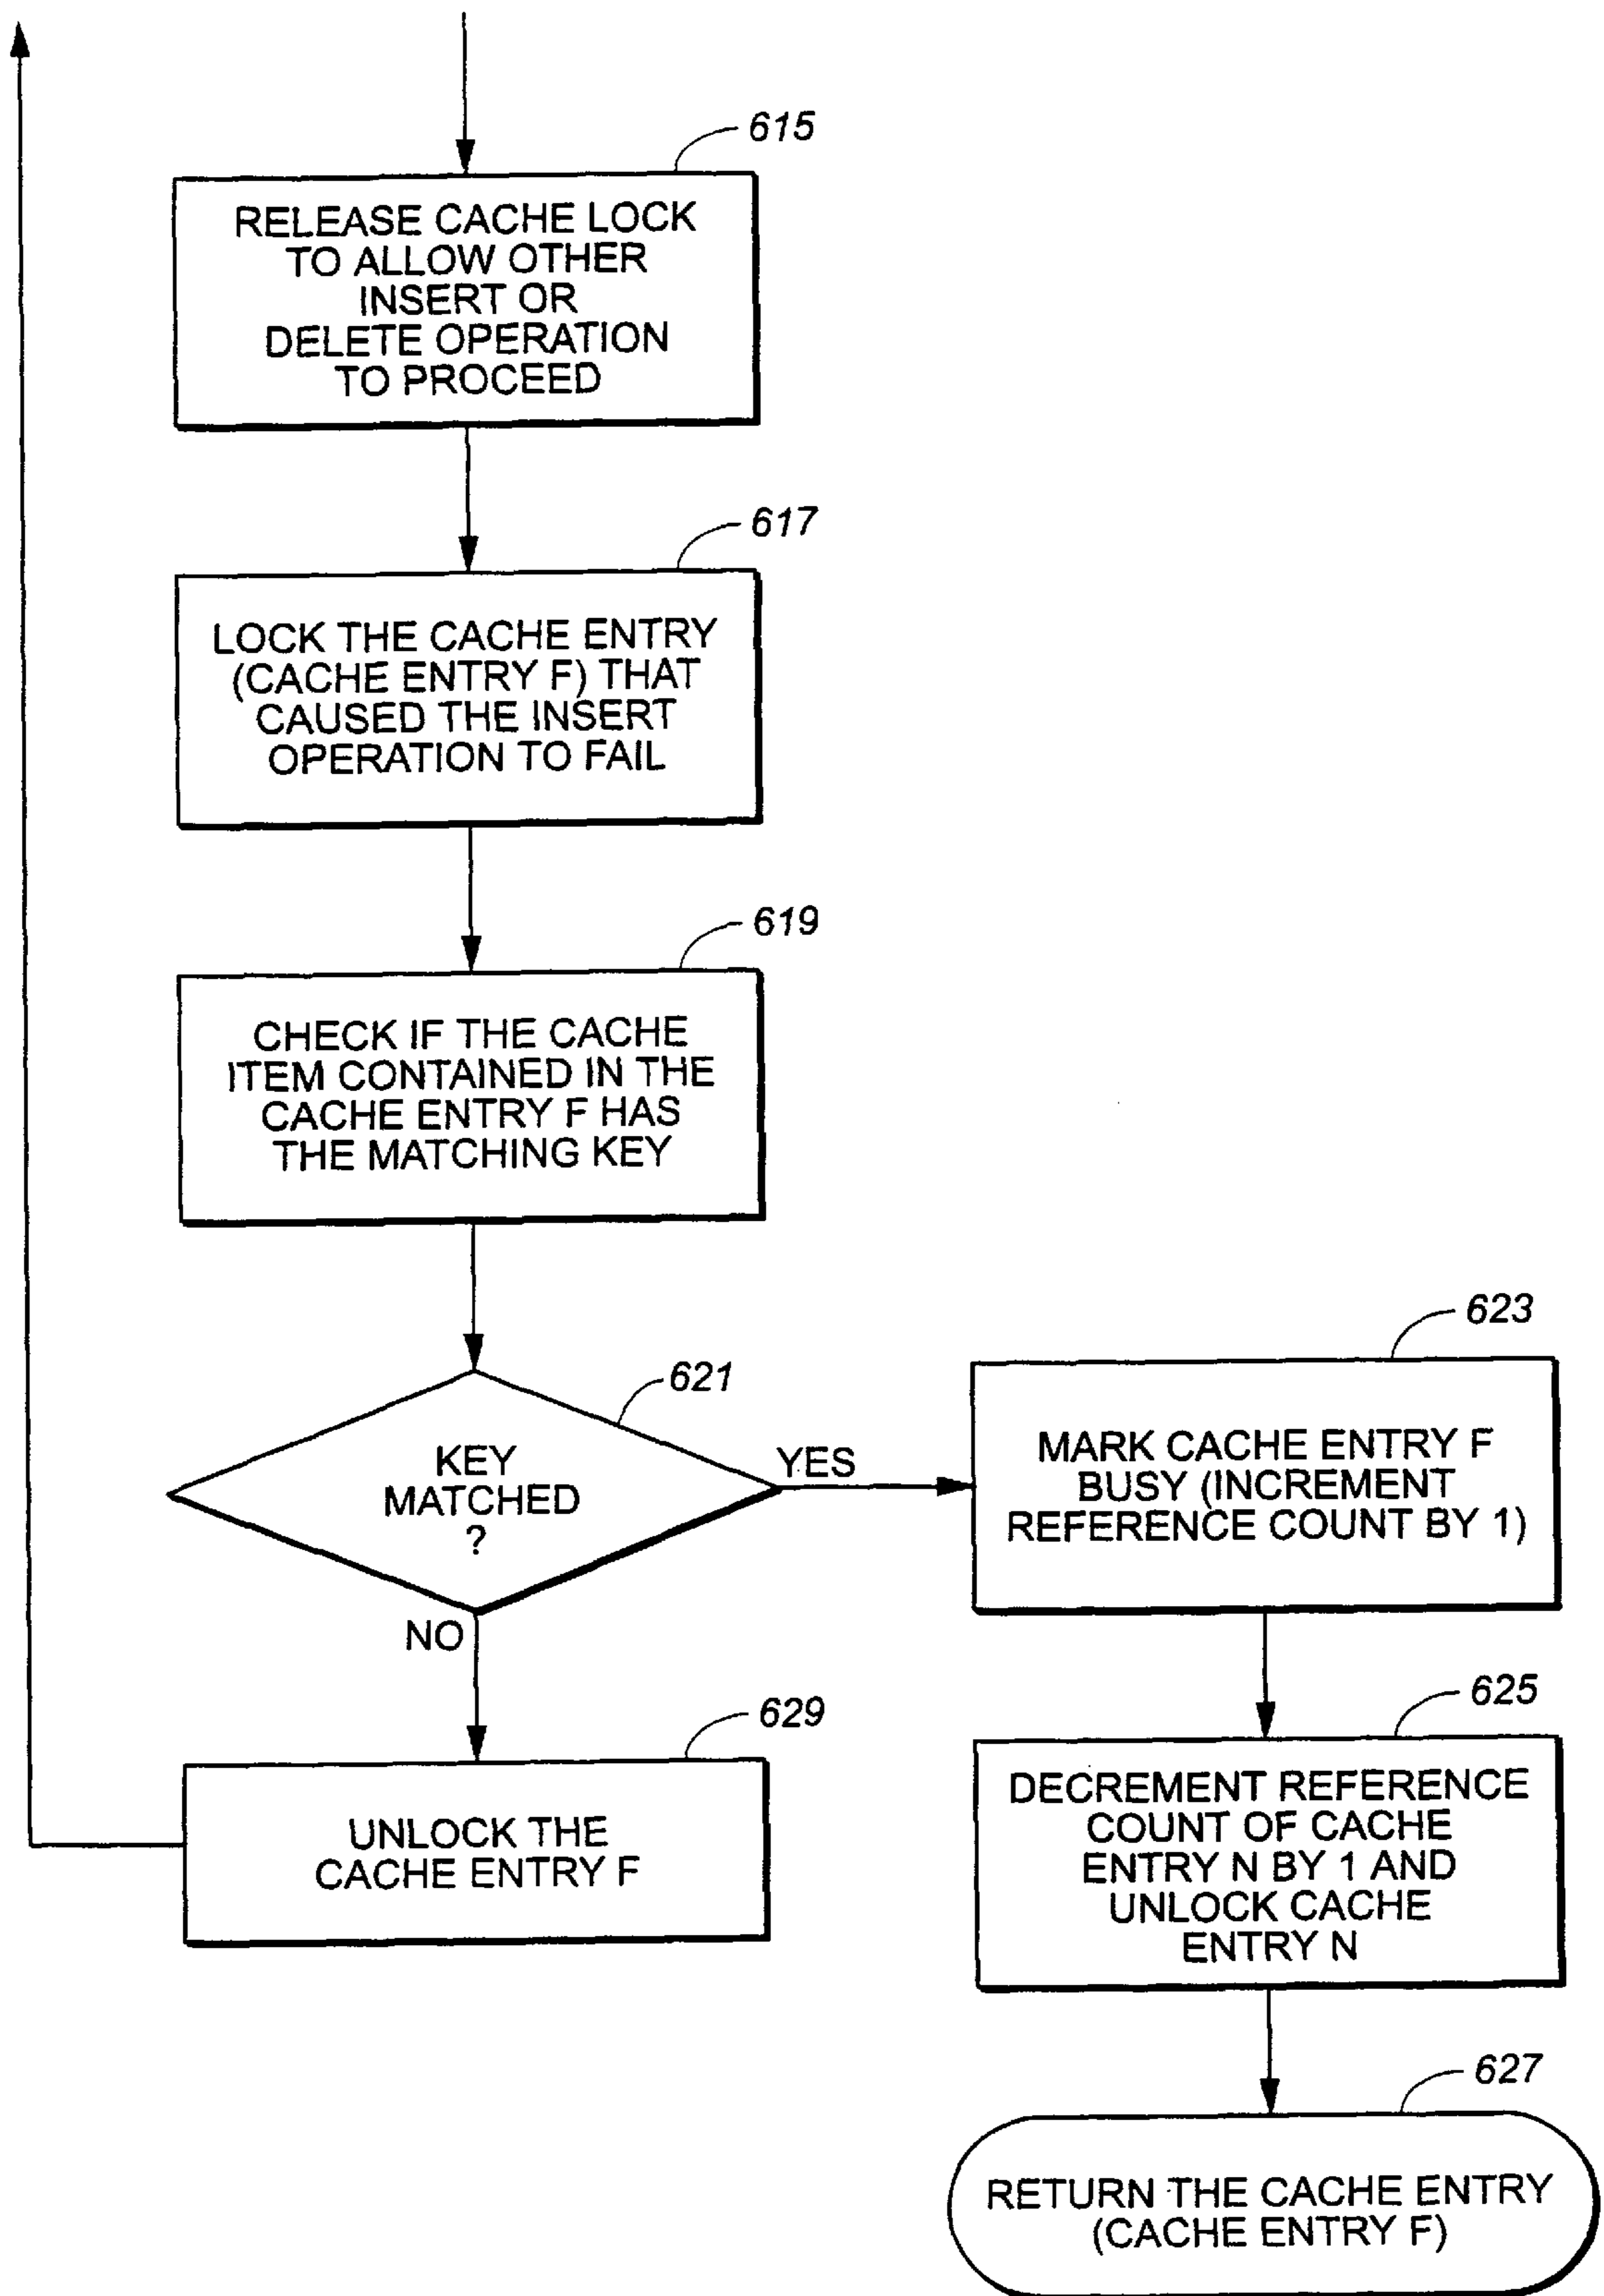 615
RELEASE CACHE LOCK
TO ALLOW OTHER
INSERT OR
DELETE OPERATION
TO PROCEED
617
LOCK THE CACHE ENTRY
(CACHE ENTRY F) THAT
CAUSED THE INSERT
OPERATION TO FAIL
619
CHECK IF THE CACHE
ITEM CONTAINED IN THE
CACHE ENTRY F HAS
THE MATCHING KEY
621
KEY
MATCHED
?
YES
NO
623
MARK CACHE ENTRY F
BUSY (INCREMENT
REFERENCE COUNT BY 1)
625
DECREMENT REFERENCE
COUNT OF CACHE
ENTRY N BY 1 AND
UNLOCK CACHE
ENTRY N
629
UNLOCK THE
CACHE ENTRY F
627
RETURN THE CACHE ENTRY
(CACHE ENTRY F)